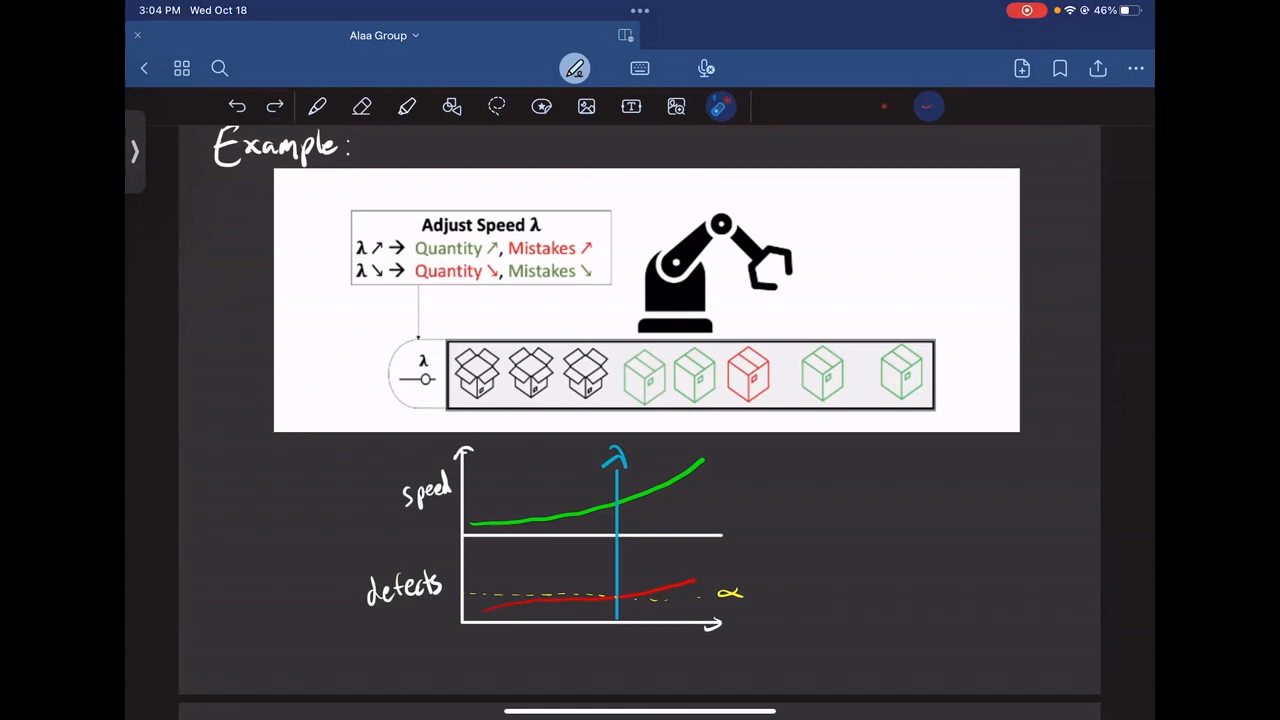 3:04 PM Wed Oct 18
46%
Alaa Group
Example:
Adjust Speed λ
λ ↗ → Quantity ↗, Mistakes ↗
λ ↘ → Quantity ↘, Mistakes ↘
λ
λ
speed
defects
α